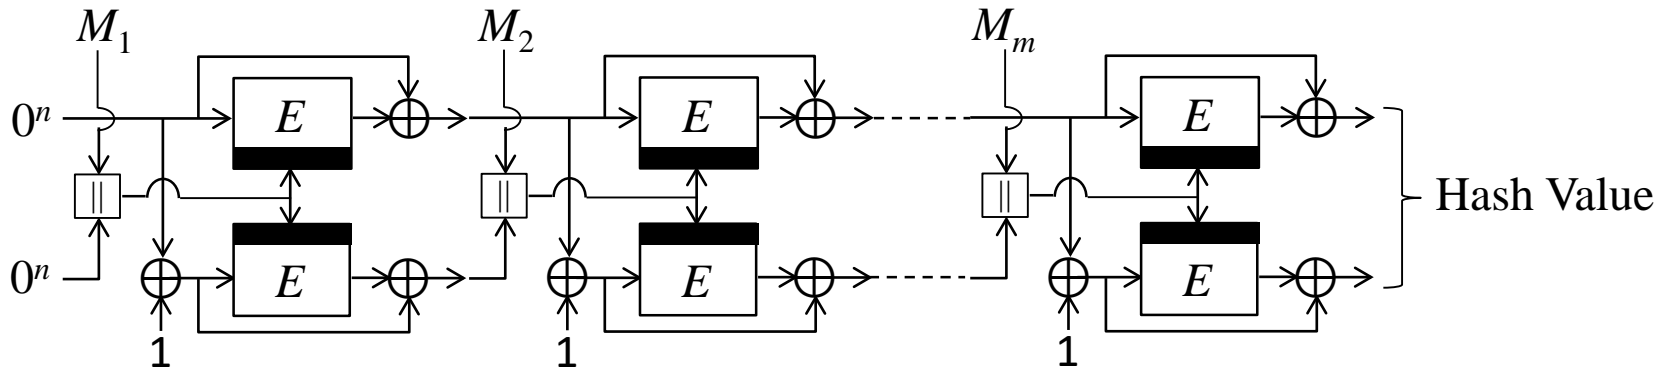 M₁ M₂ Mₘ
0ⁿ E ⊕ E ⊕ E ⊕
|| || || Hash Value
0ⁿ ⊕ E ⊕ ⊕ E ⊕ ⊕ E ⊕
1 1 1